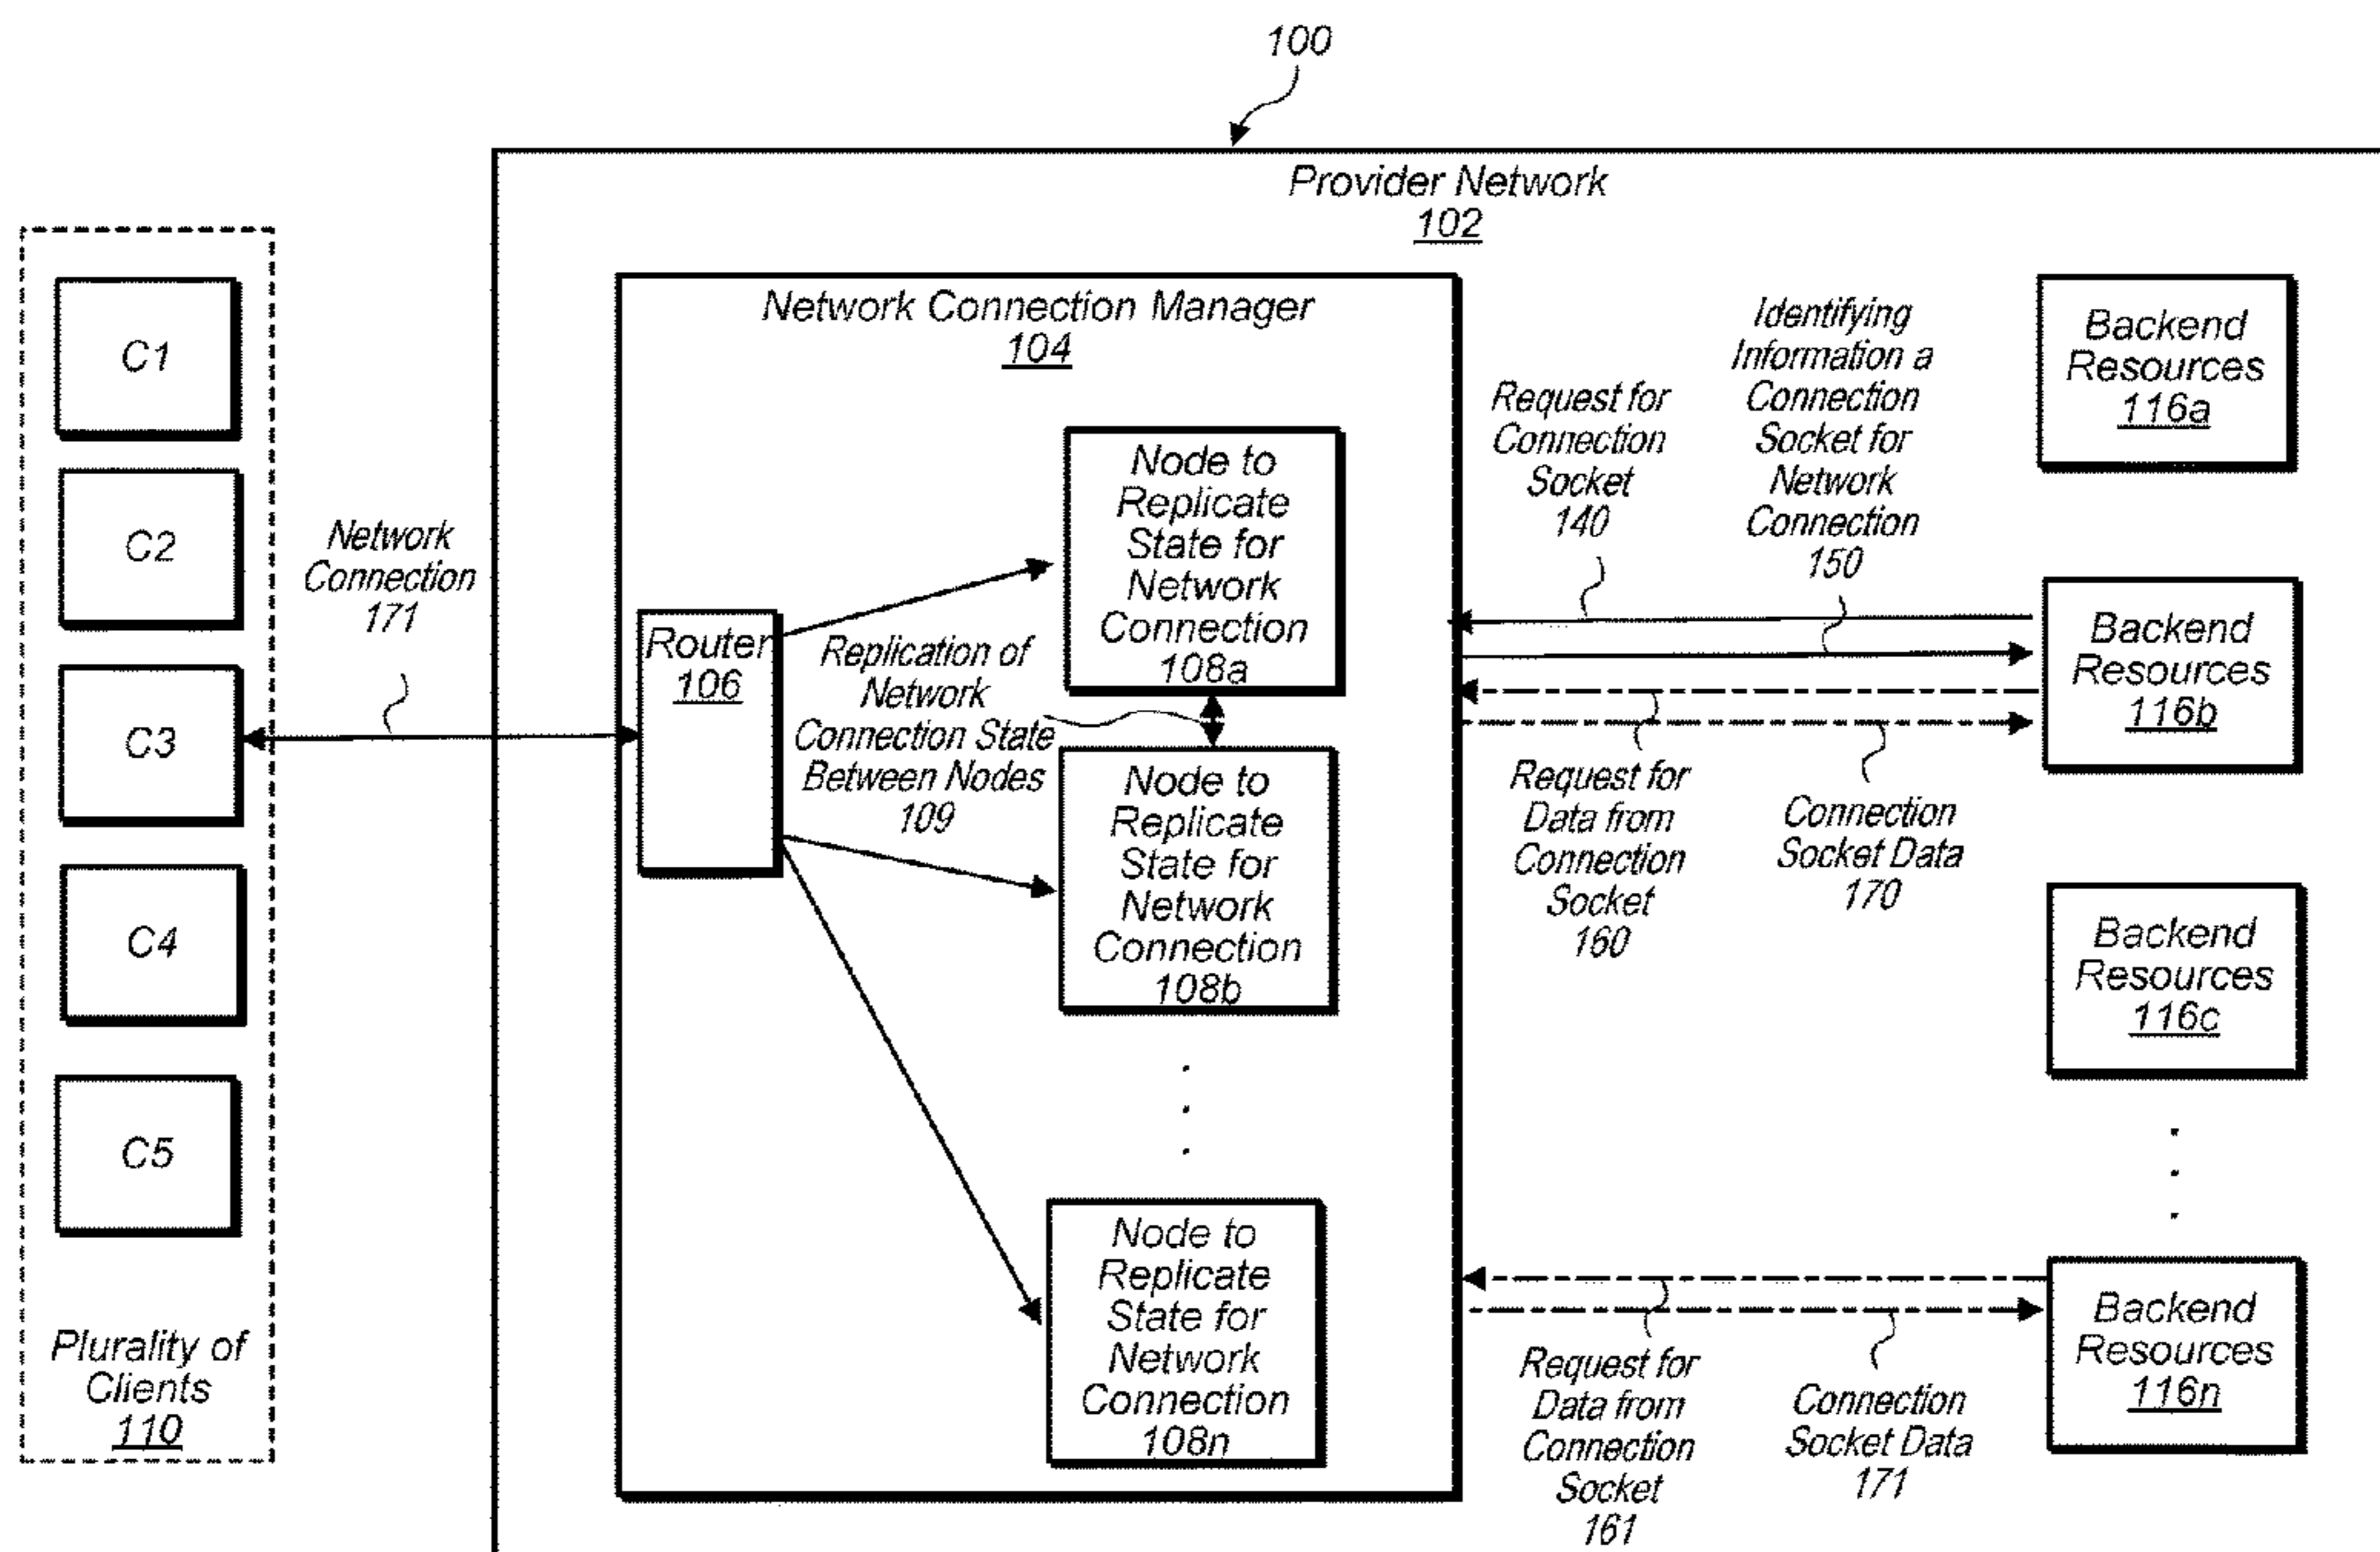 100
Provider Network
102
C1
C2
C3
C4
C5
Plurality of
Clients
110
Network
Connection
171
Network Connection Manager
104
Router
106
Node to
Replicate
State for
Network
Connection
108a
Replication of
Network
Connection State
Between Nodes
109
Node to
Replicate
State for
Network
Connection
108b
Node to
Replicate
State for
Network
Connection
108n
Request for
Connection
Socket
140
Identifying
Information a
Connection
Socket for
Network
Connection
150
Request for
Data from
Connection
Socket
160
Connection
Socket Data
170
Request for
Data from
Connection
Socket
161
Connection
Socket Data
171
Backend
Resources
116a
Backend
Resources
116b
Backend
Resources
116c
Backend
Resources
116n